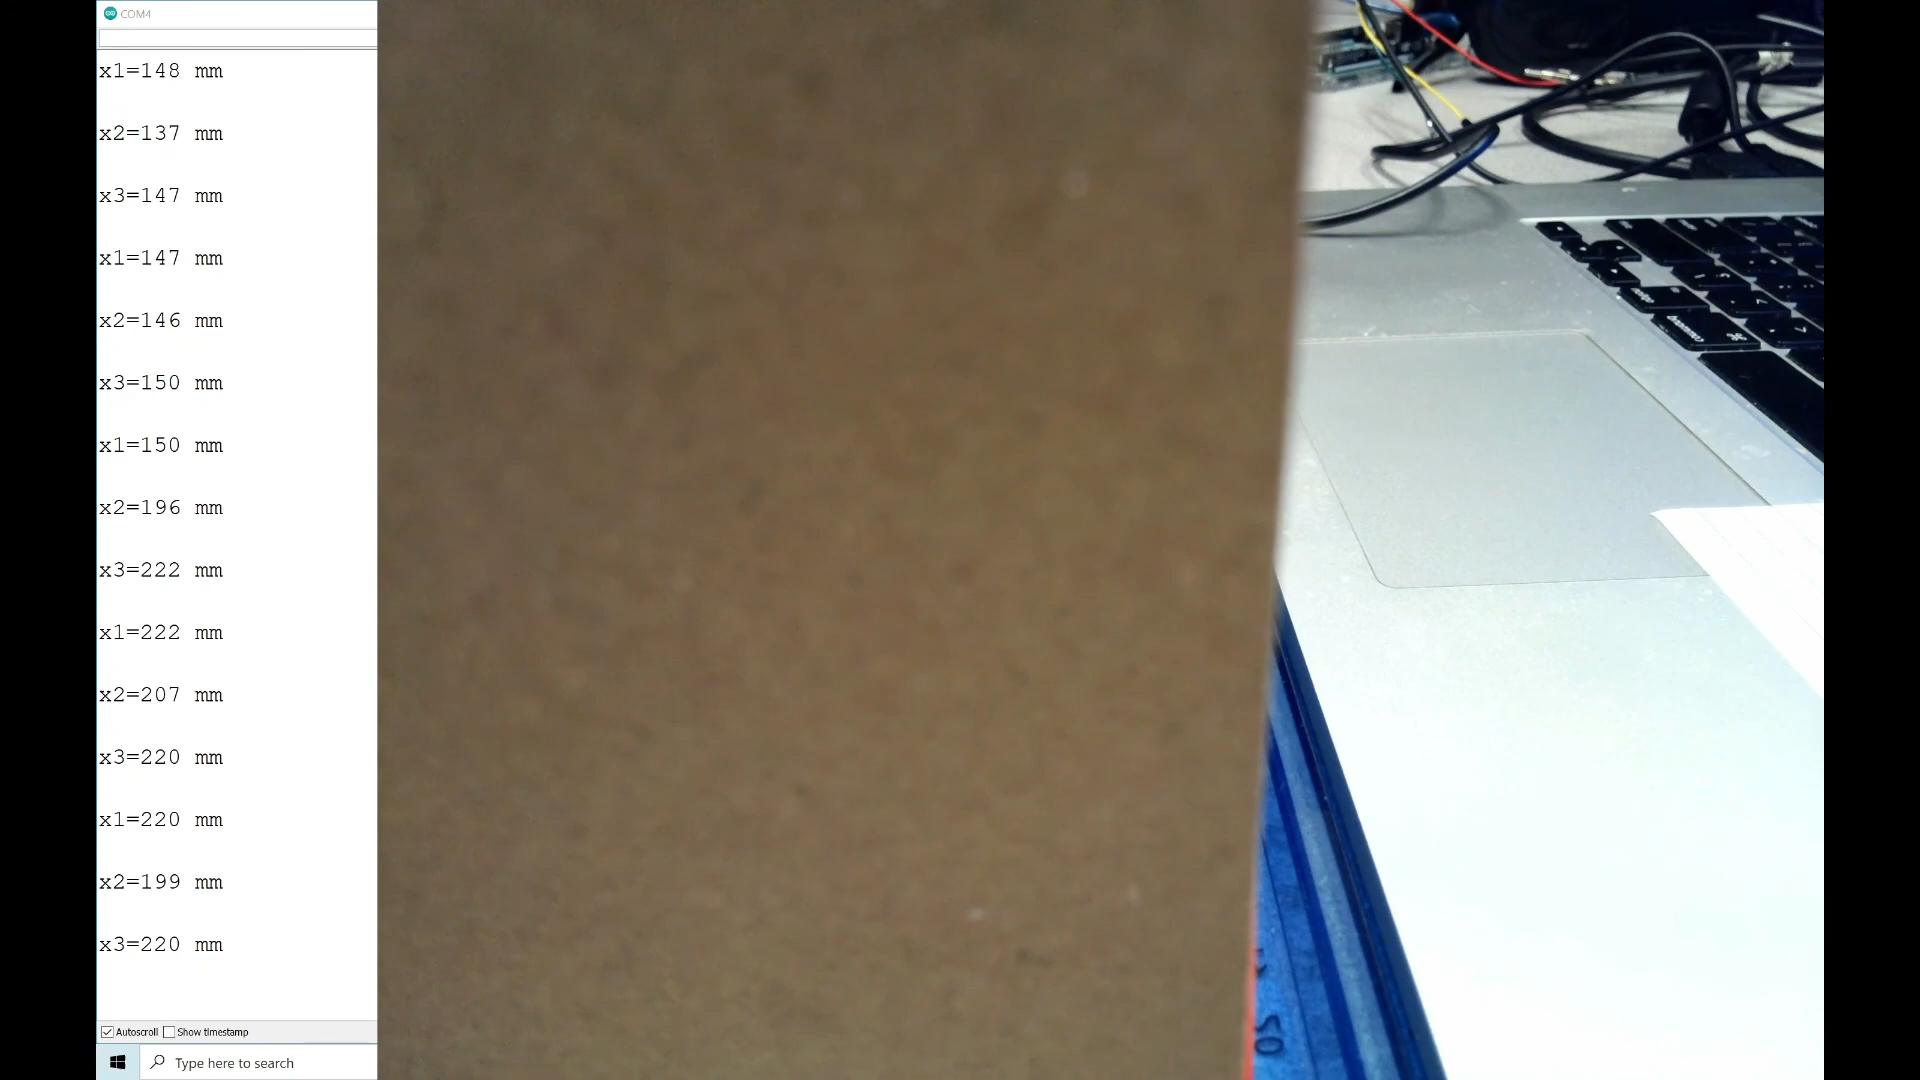 COM4
x1=148 mm
x2=137 mm
x3=147 mm
x1=147 mm
x2=146 mm
x3=150 mm
x1=150 mm
x2=196 mm
x3=222 mm
x1=222 mm
x2=207 mm
x3=220 mm
x1=220 mm
x2=199 mm
x3=220 mm
Autoscroll Show timestamp
Type here to search
command
50